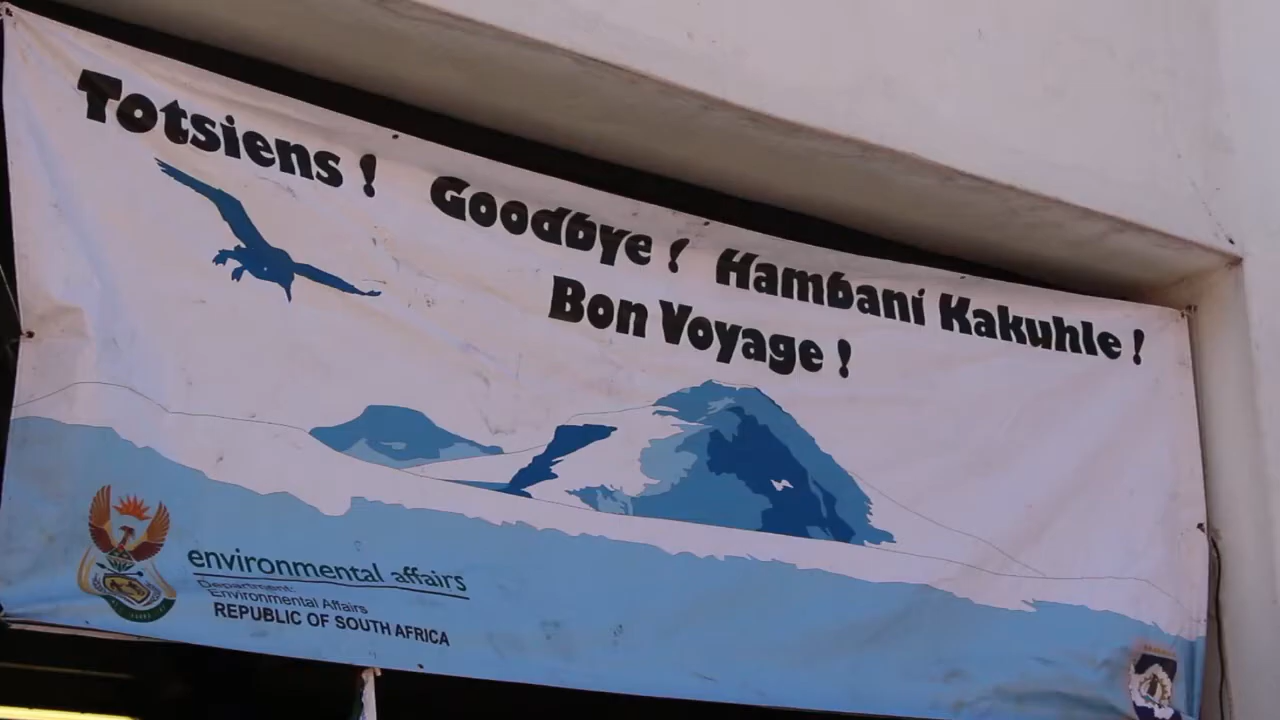 Totsiens ! Goodbye ! Hambani Kakuhle !
Bon Voyage !
environmental affairs
Department:
Environmental Affairs
REPUBLIC OF SOUTH AFRICA